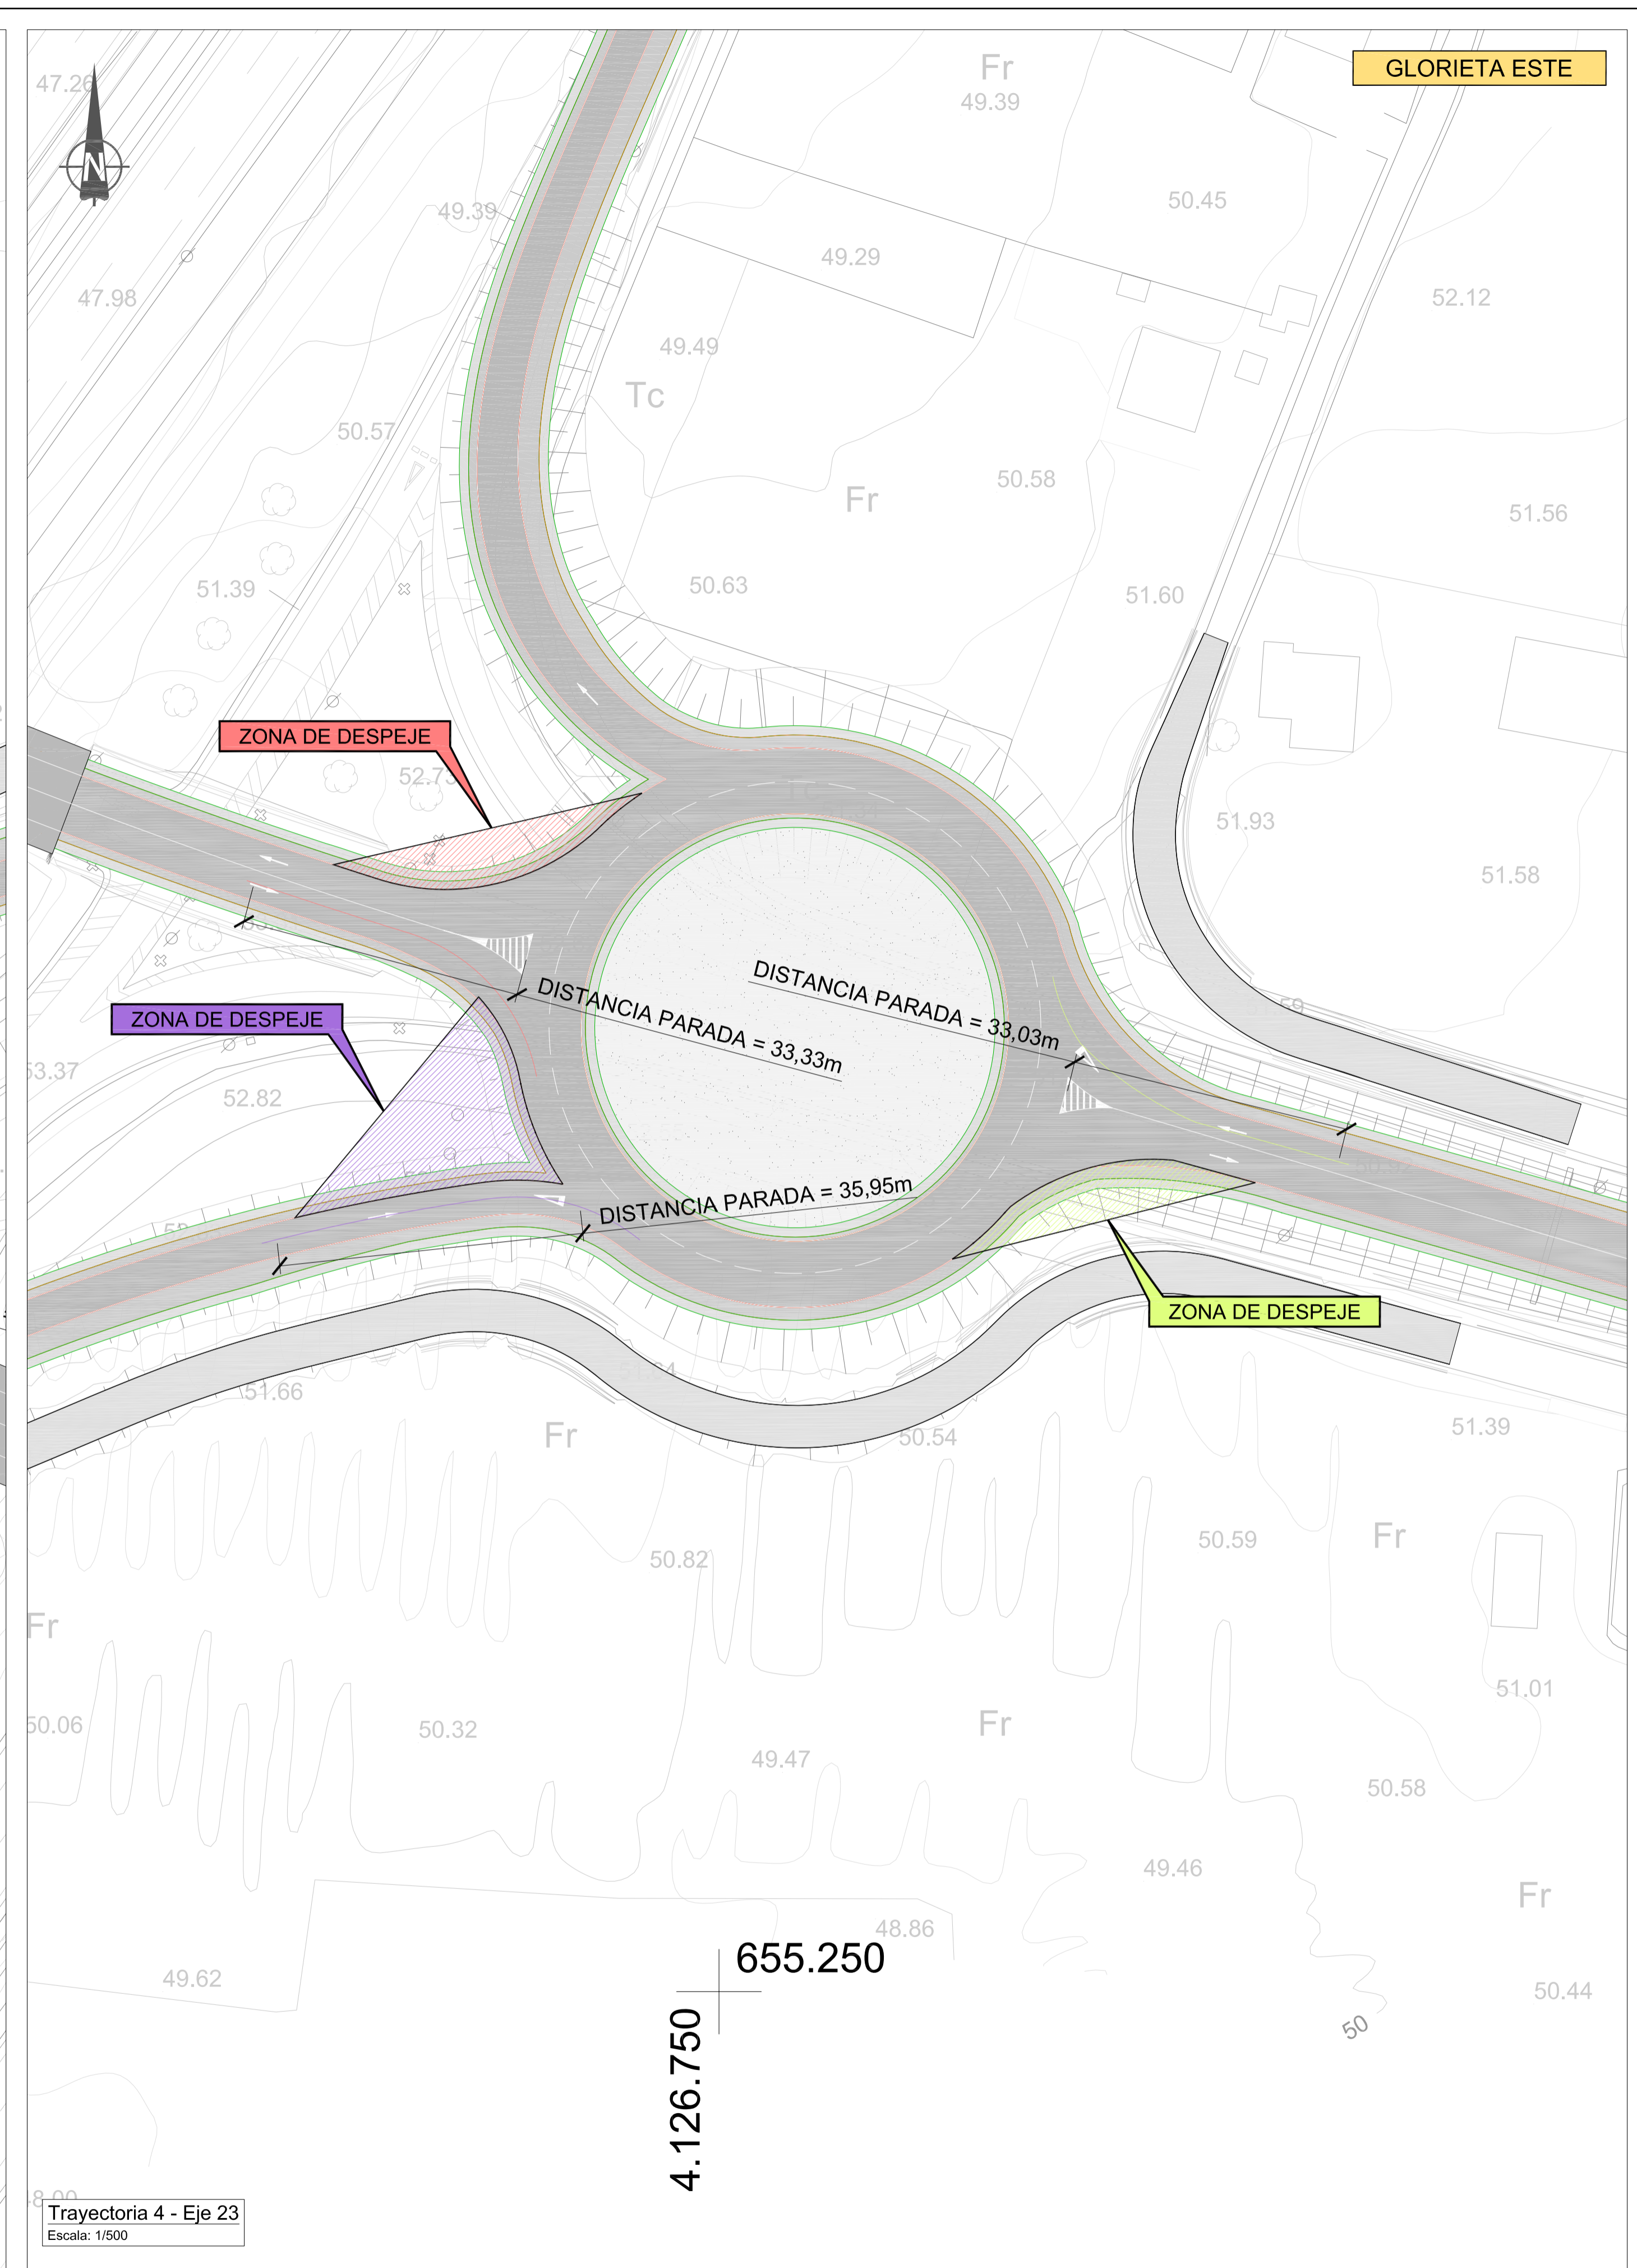 GLORIETA ESTE
Fr
49.39
47.26
N
50.45
49.39
49.29
47.98
52.12
49.49
Tc
50.57
50.58
Fr
51.56
51.39
50.63
51.60
ZONA DE DESPEJE
52.73
Tc
51.93
51.58
DISTANCIA PARADA = 33,03m
DISTANCIA PARADA = 33,33m
ZONA DE DESPEJE
53.37
52.82
DISTANCIA PARADA = 35,95m
ZONA DE DESPEJE
51.66
Fr
50.54
51.39
50.82
50.59
Fr
Fr
51.01
50.06
50.32
Fr
49.47
50.58
49.46
Fr
48.86
655.250
49.62
50.44
50
4.126.750
Trayectoria 4 - Eje 23
Escala: 1/500